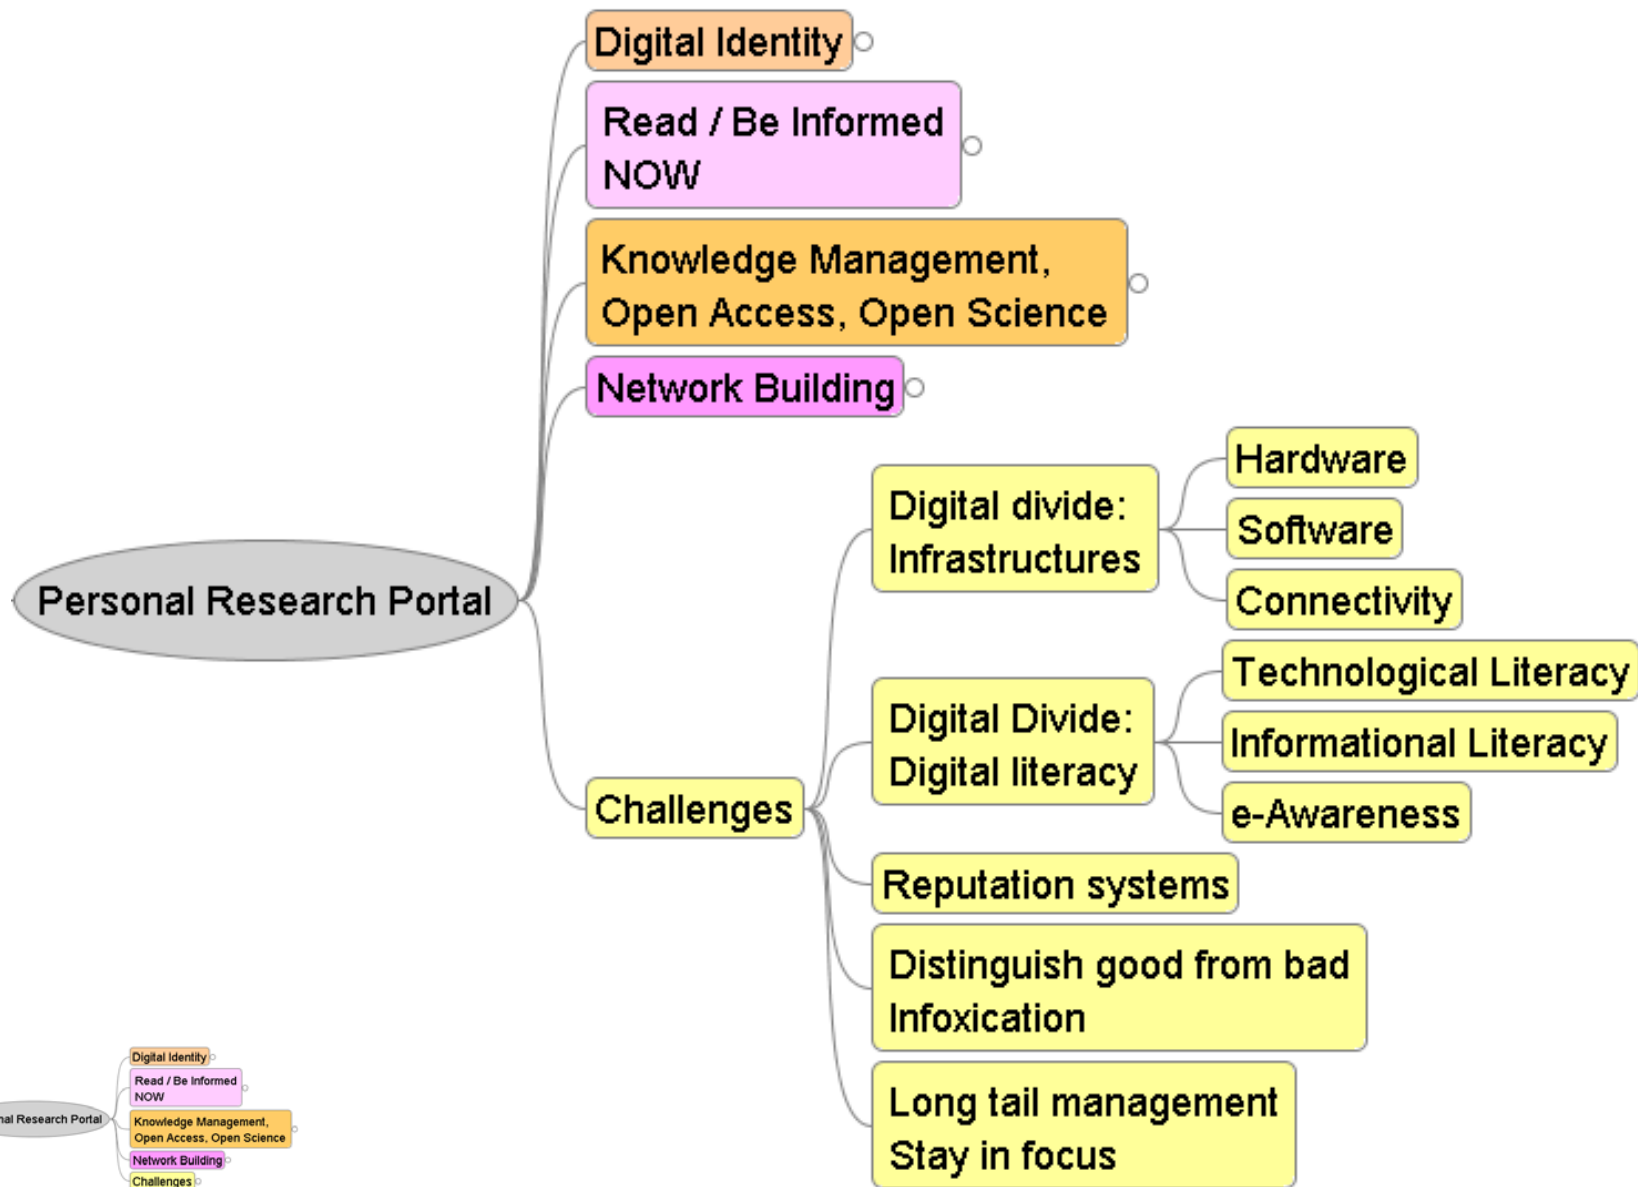 Digital Identity
Read / Be Informed
NOW
Knowledge Management,
Open Access, Open Science
Network Building
Personal Research Portal
Challenges
Digital divide:
Infrastructures
Hardware
Software
Connectivity
Digital Divide:
Digital literacy
Technological Literacy
Informational Literacy
e-Awareness
Reputation systems
Distinguish good from bad
Infoxication
Long tail management
Stay in focus
Digital Identity
Read / Be Informed
NOW
Research Portal
Knowledge Management,
Open Access, Open Science
Network Building
Challenges